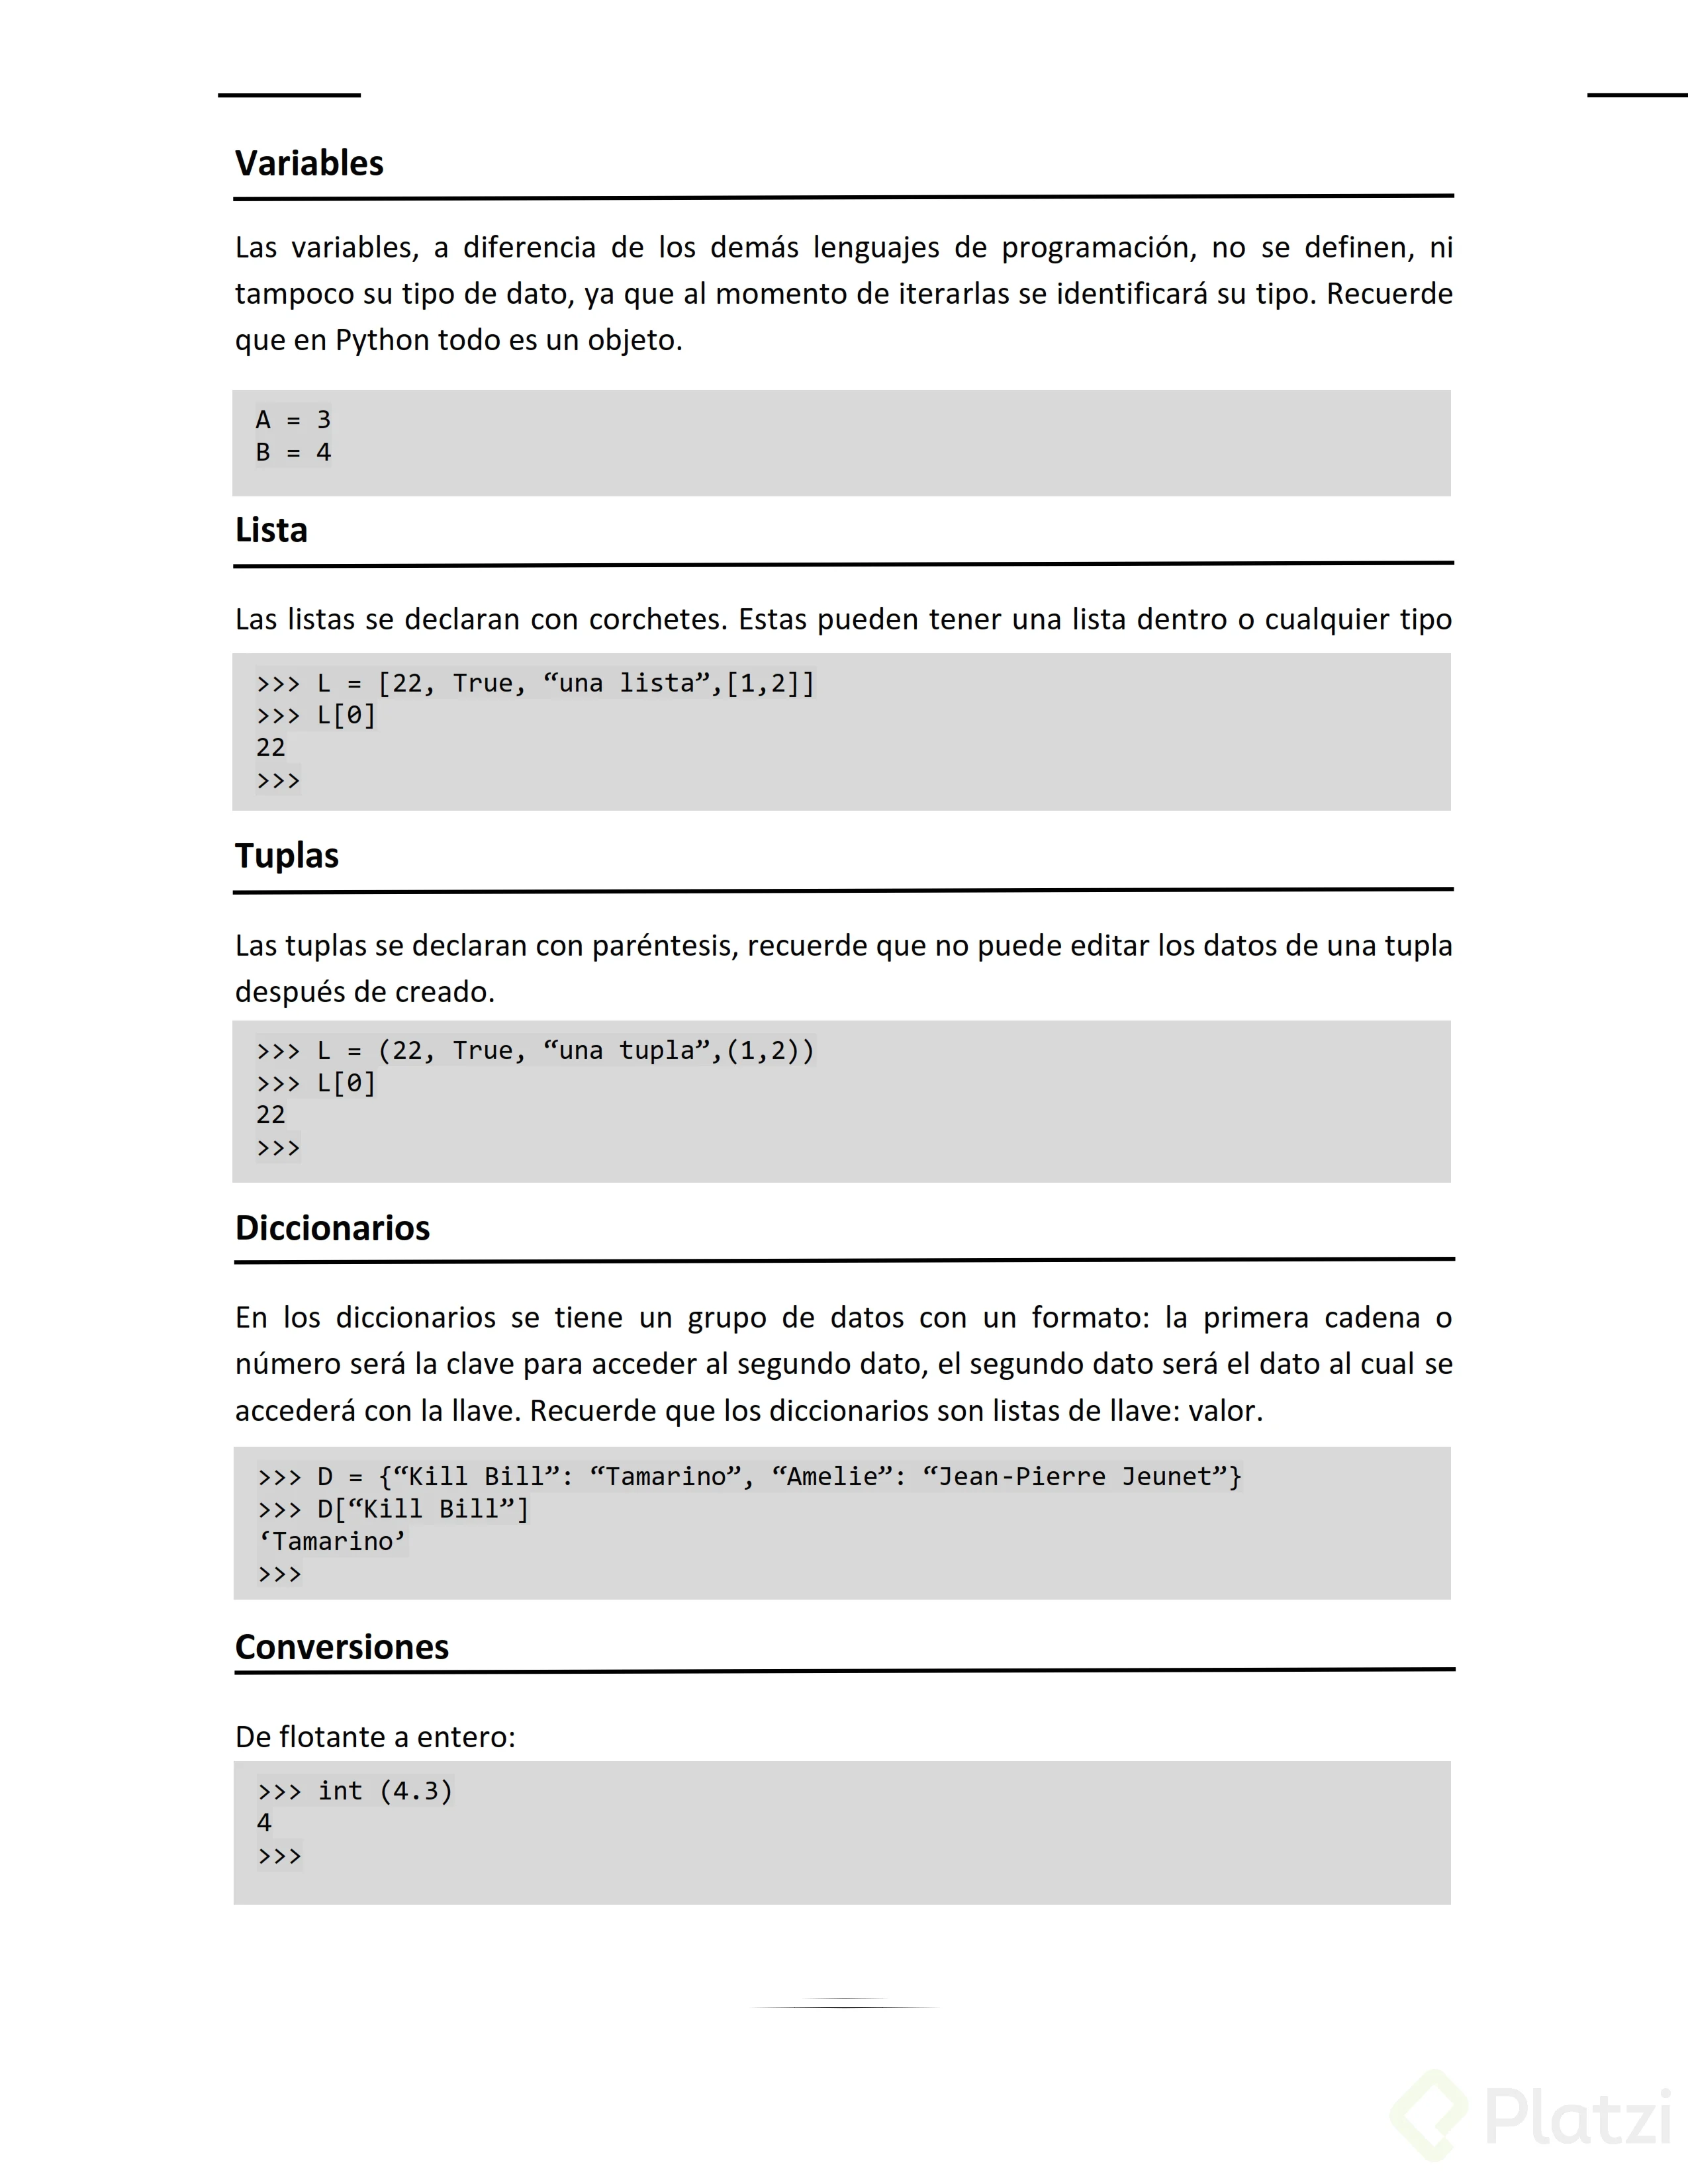 Variables
Las variables, a diferencia de los demás lenguajes de programación, no se definen, ni
tampoco su tipo de dato, ya que al momento de iterarlas se identificará su tipo. Recuerde
que en Python todo es un objeto.
A = 3
B = 4
Lista
Las listas se declaran con corchetes. Estas pueden tener una lista dentro o cualquier tipo
>>> L = [22, True, “una lista”,[1,2]]
>>> L[0]
22
>>>
Tuplas
Las tuplas se declaran con paréntesis, recuerde que no puede editar los datos de una tupla
después de creado.
>>> L = (22, True, “una tupla”,(1,2))
>>> L[0]
22
>>>
Diccionarios
En los diccionarios se tiene un grupo de datos con un formato: la primera cadena o
número será la clave para acceder al segundo dato, el segundo dato será el dato al cual se
accederá con la llave. Recuerde que los diccionarios son listas de llave: valor.
>>> D = {“Kill Bill”: “Tamarino”, “Amelie”: “Jean-Pierre Jeunet”}
>>> D[“Kill Bill”]
‘Tamarino’
>>>
Conversiones
De flotante a entero:
>>> int (4.3)
4
>>>
Platzi